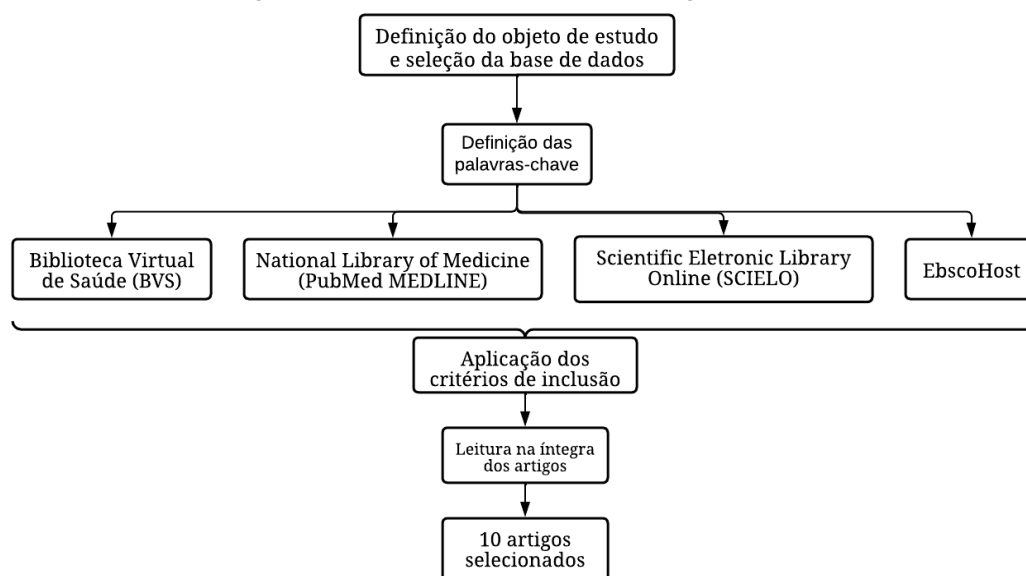 Definição do objeto de estudo
e seleção da base de dados
Definição das
palavras-chave
Biblioteca Virtual
de Saúde (BVS)
National Library of Medicine
(PubMed MEDLINE)
Scientific Eletronic Library
Online (SCIELO)
EbscoHost
Aplicação dos
critérios de inclusão
Leitura na íntegra
dos artigos
10 artigos
selecionados